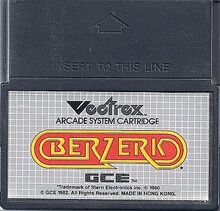 INSERT TO THIS LINE
Vectrex
ARCADE SYSTEM CARTRIDGE
BERZERK
GCE™
*Trademark of Stern Electronics Inc. © 1980
© GCE 1982. All Rights Reserved. MADE IN HONG KONG.